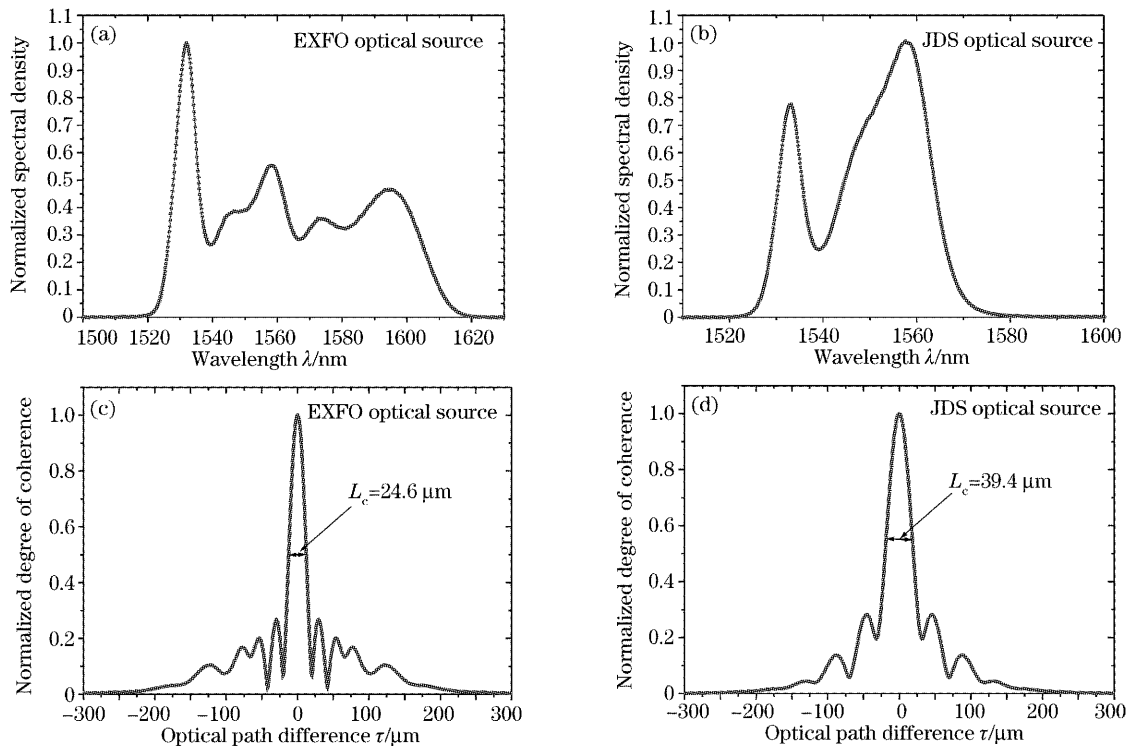 (a)
EXFO optical source
Normalized spectral density
1.1
1.0
0.9
0.8
0.7
0.6
0.5
0.4
0.3
0.2
0.1
0
1500 1520 1540 1560 1580 1600 1620
Wavelength λ/nm
(b)
JDS optical source
Normalized spectral density
1.1
1.0
0.9
0.8
0.7
0.6
0.5
0.4
0.3
0.2
0.1
0
1520 1540 1560 1580 1600
Wavelength λ/nm
(c)
EXFO optical source
Lc=24.6 μm
Normalized degree of coherence
1.0
0.8
0.6
0.4
0.2
0
−300 −200 −100 0 100 200 300
Optical path difference τ/μm
(d)
JDS optical source
Lc=39.4 μm
Normalized degree of coherence
1.0
0.8
0.6
0.4
0.2
0
−300 −200 −100 0 100 200 300
Optical path difference τ/μm